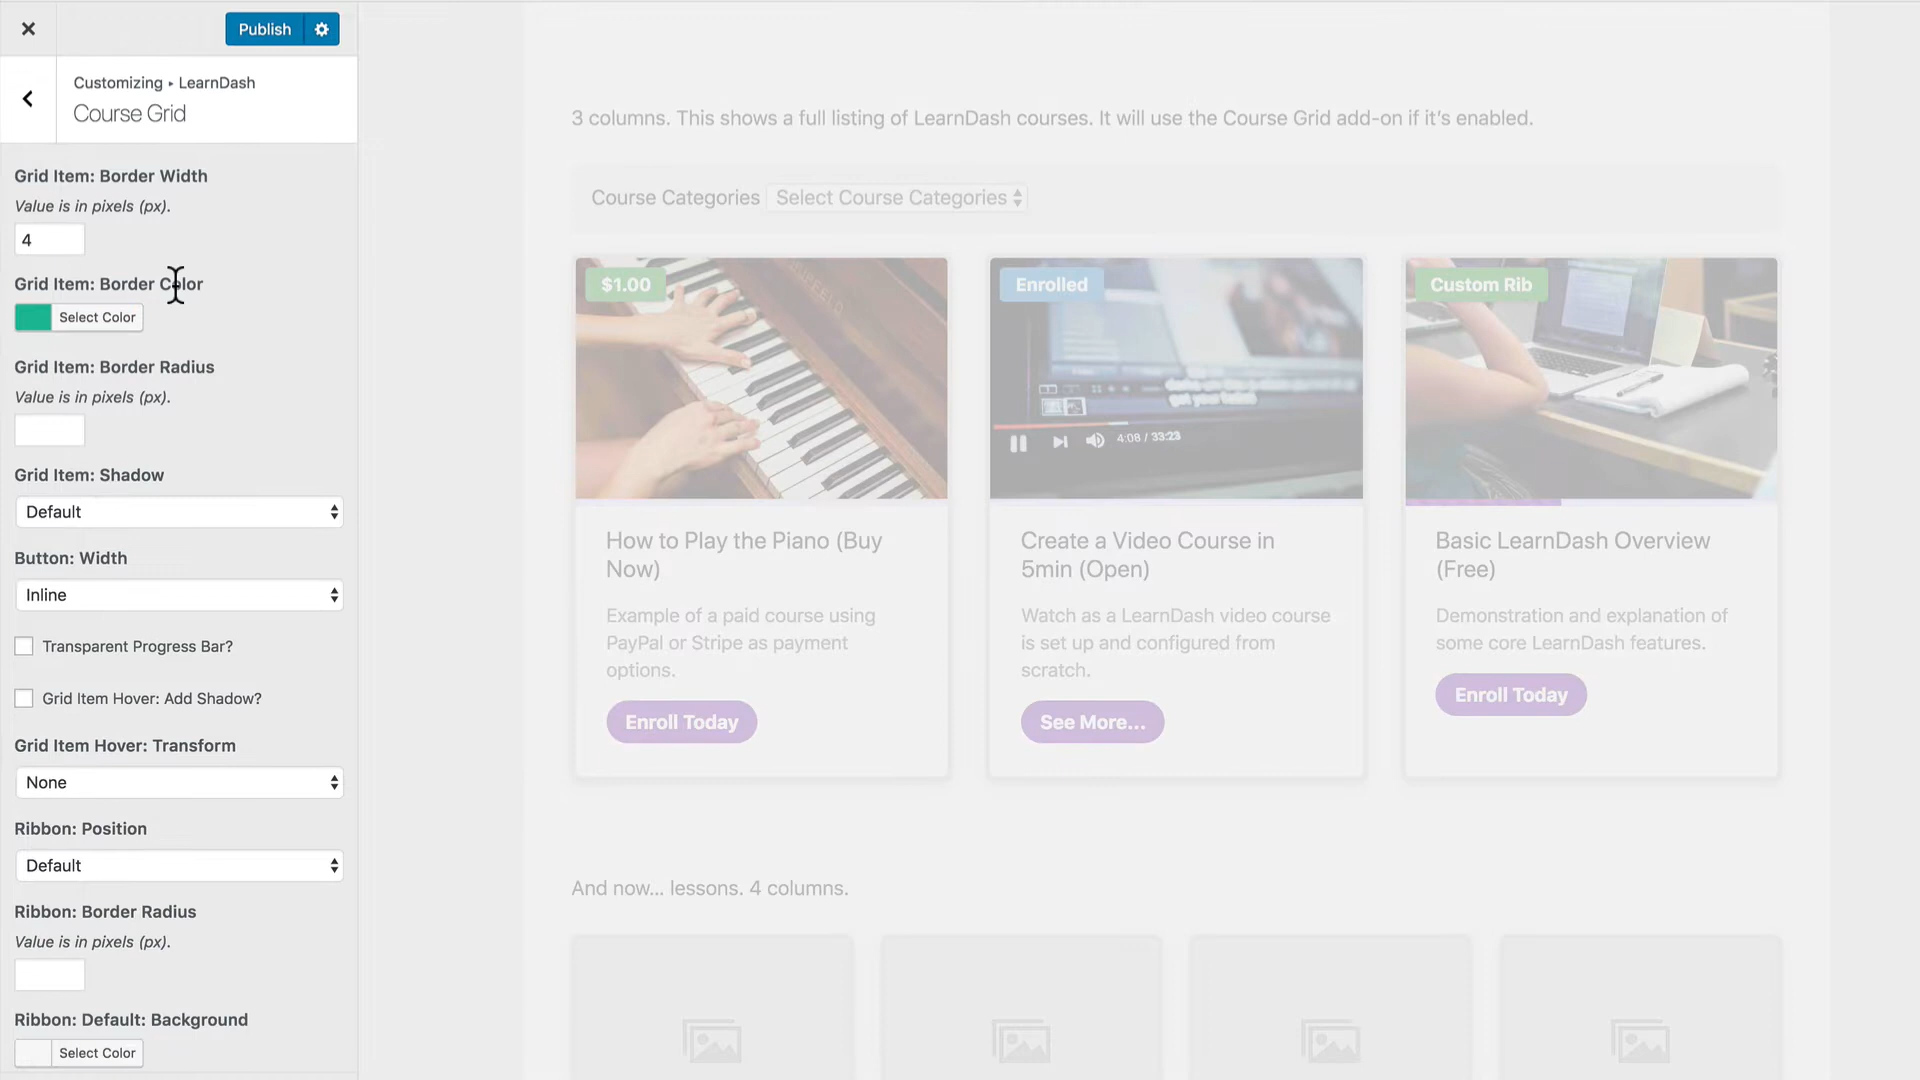 Publish
Customizing ▸ LearnDash
Course Grid
Grid Item: Border Width
Value is in pixels (px).
4
Grid Item: Border Color
Select Color
Grid Item: Border Radius
Value is in pixels (px).
Grid Item: Shadow
Default
Button: Width
Inline
Transparent Progress Bar?
Grid Item Hover: Add Shadow?
Grid Item Hover: Transform
None
Ribbon: Position
Default
Ribbon: Border Radius
Value is in pixels (px).
Ribbon: Default: Background
Select Color
3 columns. This shows a full listing of LearnDash courses. It will use the Course Grid add-on if it's enabled.
Course Categories Select Course Categories
$1.00
How to Play the Piano (Buy
Now)
Example of a paid course using
PayPal or Stripe as payment
options.
Enroll Today
Enrolled
4:08 / 33:23
Create a Video Course in
5min (Open)
Watch as a LearnDash video course
is set up and configured from
scratch.
See More...
Custom Rib
Basic LearnDash Overview
(Free)
Demonstration and explanation of
some core LearnDash features.
Enroll Today
And now... lessons. 4 columns.